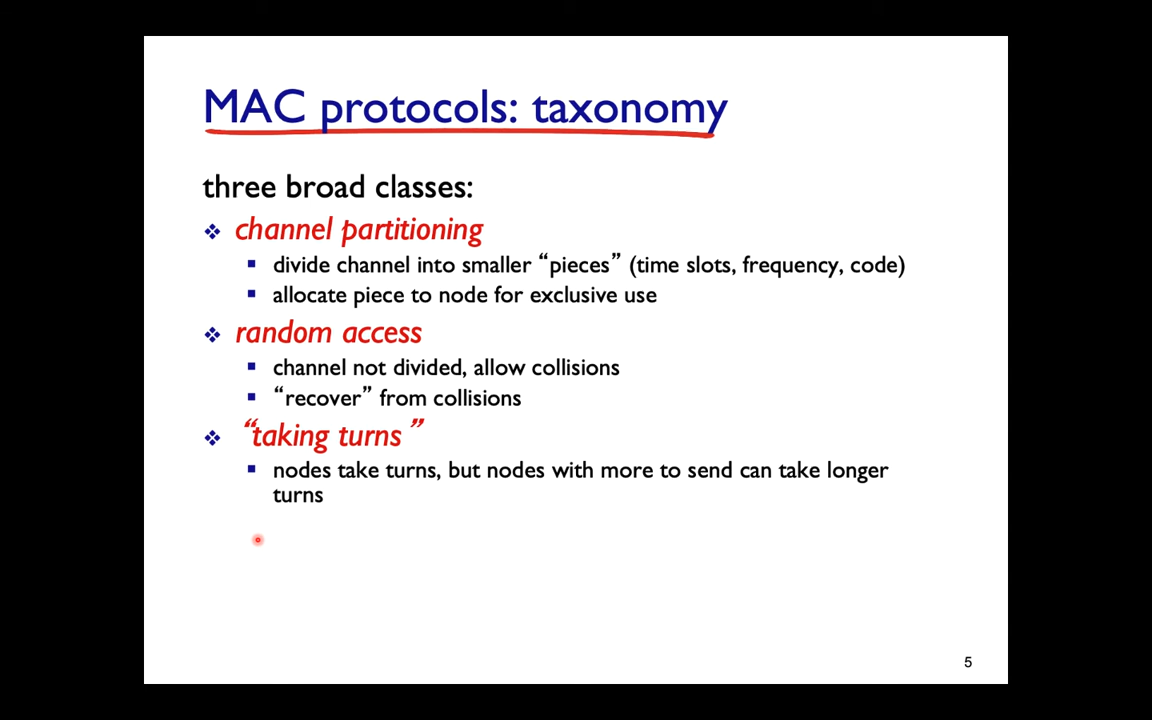 MAC protocols: taxonomy
three broad classes:
❖ channel partitioning
▪ divide channel into smaller “pieces” (time slots, frequency, code)
▪ allocate piece to node for exclusive use
❖ random access
▪ channel not divided, allow collisions
▪ “recover” from collisions
❖ “taking turns”
▪ nodes take turns, but nodes with more to send can take longer
turns
5